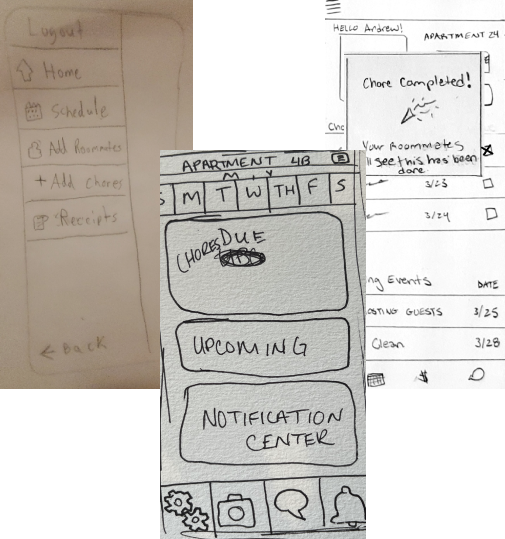 Logout
Home
Schedule
Add Roommates
+ Add Chores
Receipts
← Back
APARTMENT 4B
S M T W TH F S
CHORES DUE
UPCOMING
NOTIFICATION
CENTER
HELLO Andrew!
APARTMENT 24
Chore Completed!
Your Roommates
ll see this has been
done
Cho
3/23
3/24
ng Events DATE
OSTING GUESTS 3/25
Clean 3/28
$